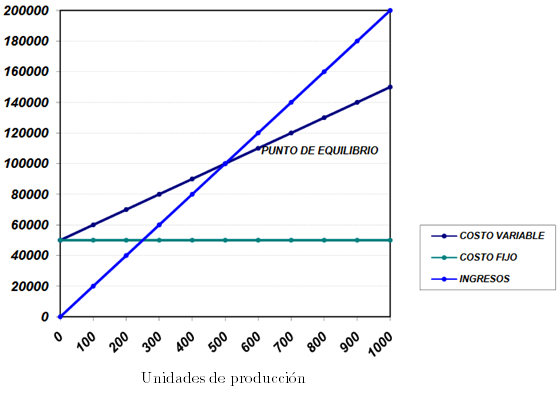 200000
180000
160000
140000
120000
100000
80000
60000
40000
20000
0
PUNTO DE EQUILIBRIO
0 100 200 300 400 500 600 700 800 900 1000
Unidades de producción
COSTO VARIABLE
COSTO FIJO
INGRESOS